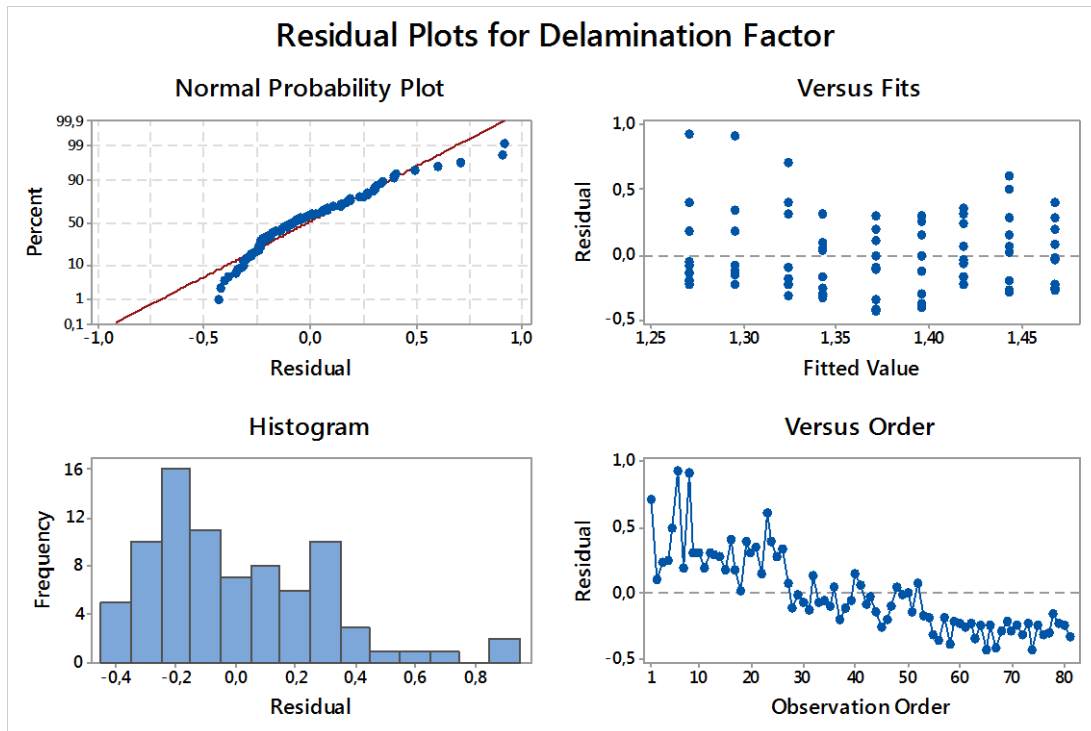 Residual Plots for Delamination Factor
Normal Probability Plot
Percent
99,9
99
90
50
10
1
0,1
-1,0 -0,5 0,0 0,5 1,0
Residual
Versus Fits
Residual
1,0
0,5
0,0
-0,5
1,25 1,30 1,35 1,40 1,45
Fitted Value
Histogram
Frequency
16
12
8
4
0
-0,4 -0,2 0,0 0,2 0,4 0,6 0,8
Residual
Versus Order
Residual
1,0
0,5
0,0
-0,5
1 10 20 30 40 50 60 70 80
Observation Order